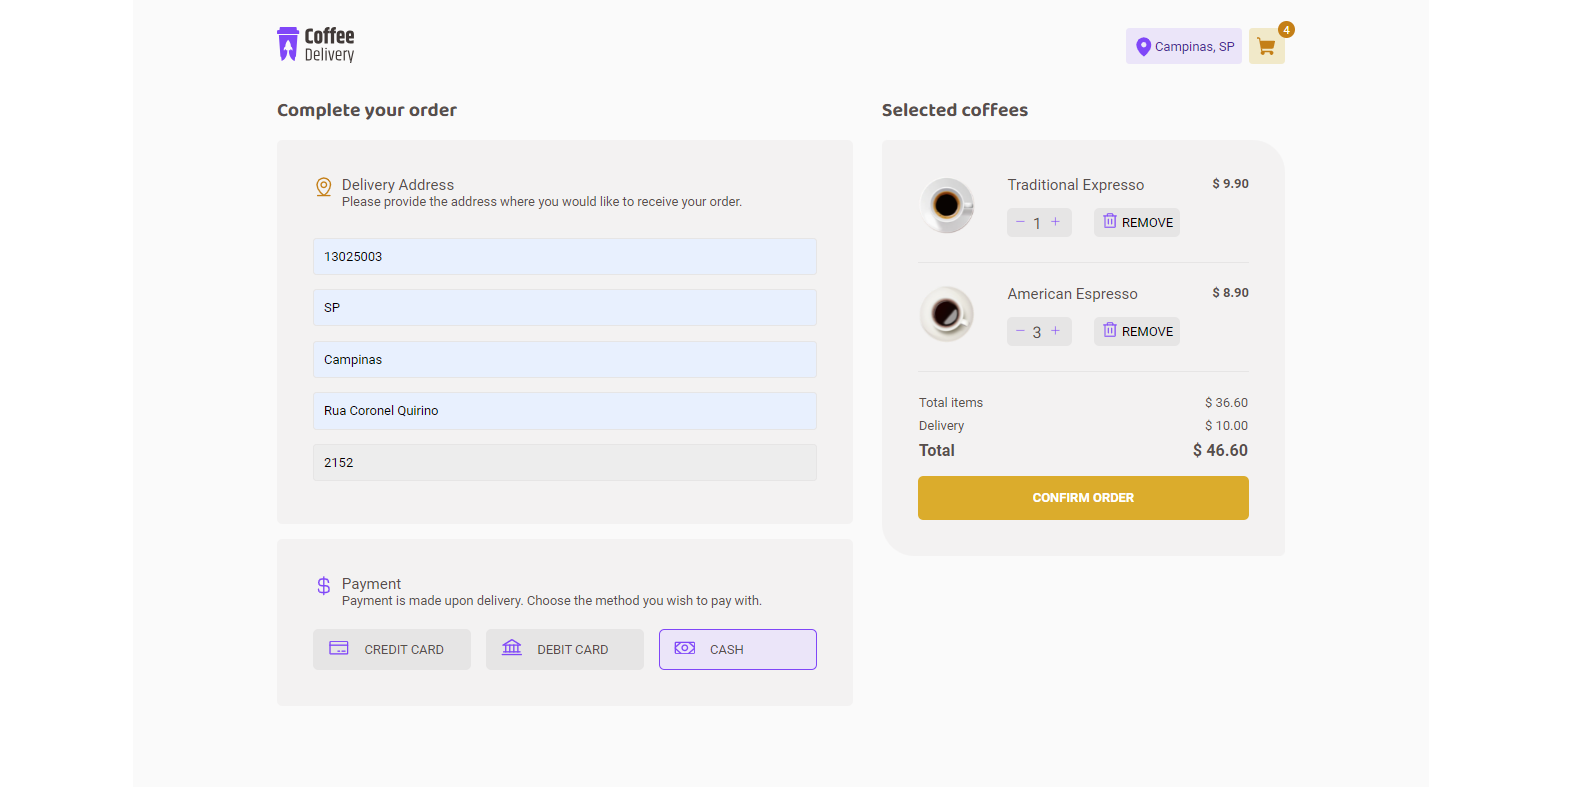 Coffee
Delivery
Campinas, SP
4
Complete your order
Delivery Address
Please provide the address where you would like to receive your order.
13025003
SP
Campinas
Rua Coronel Quirino
2152
Payment
Payment is made upon delivery. Choose the method you wish to pay with.
CREDIT CARD
DEBIT CARD
CASH
Selected coffees
Traditional Expresso
$ 9.90
− 1 +
REMOVE
American Espresso
$ 8.90
− 3 +
REMOVE
Total items $ 36.60
Delivery $ 10.00
Total $ 46.60
CONFIRM ORDER